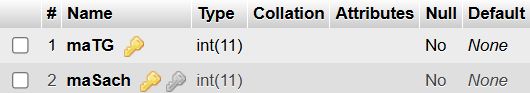 # Name Type Collation Attributes Null Default
1 maTG int(11) No None
2 maSach int(11) No None